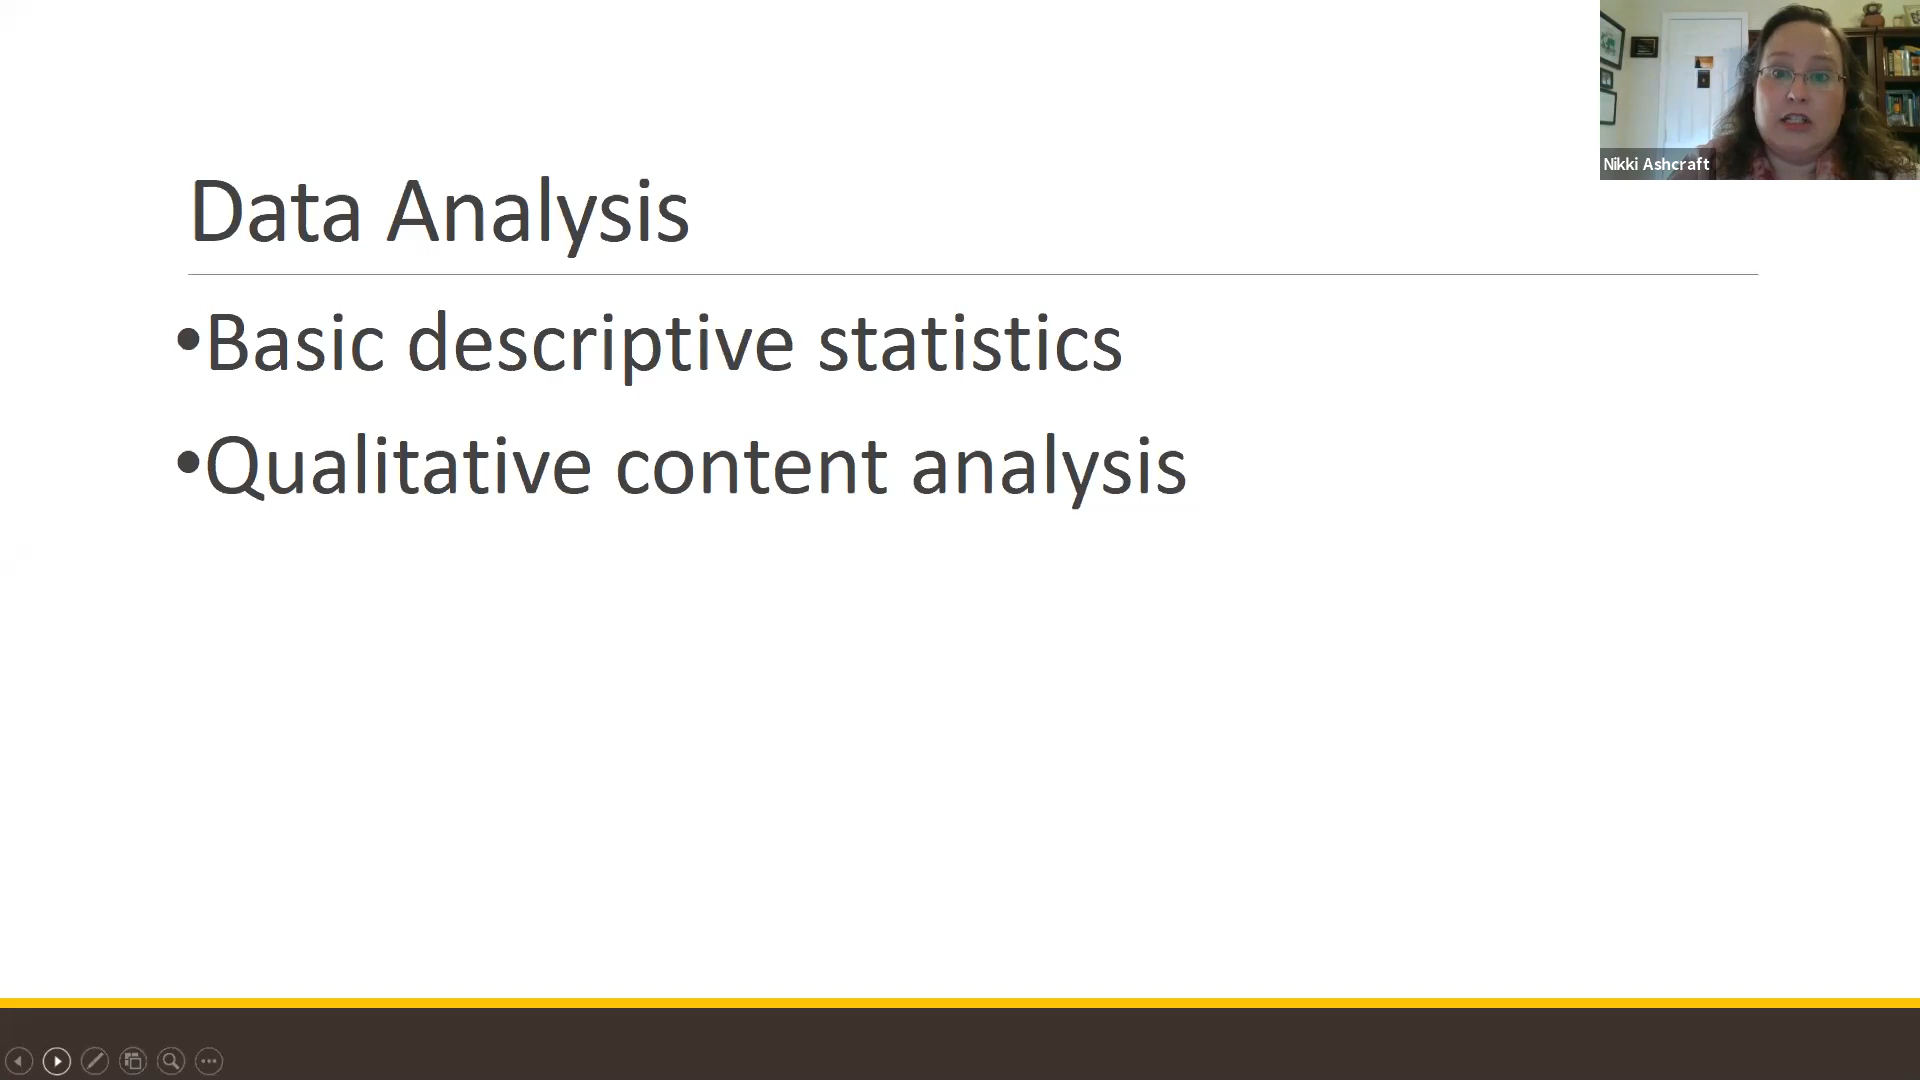 Nikki Ashcraft
Data Analysis
•Basic descriptive statistics
•Qualitative content analysis